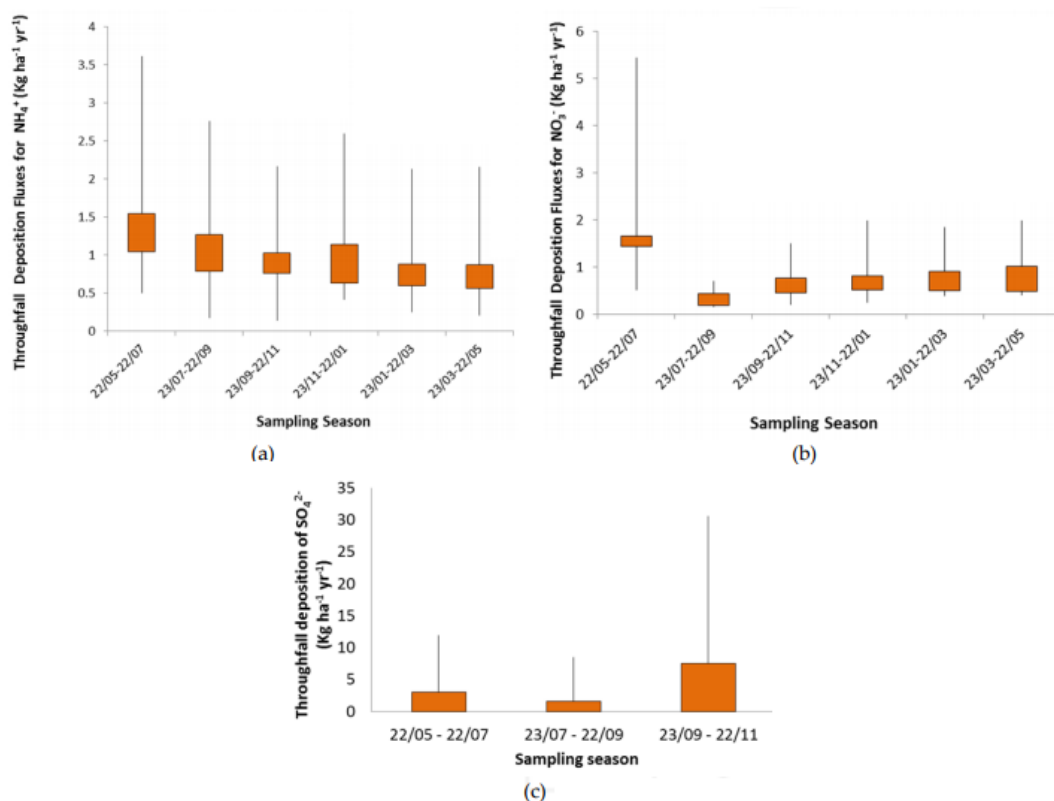 Throughfall Deposition Fluxes for NH₄⁺ (Kg ha⁻¹ yr⁻¹)
4
3.5
3
2.5
2
1.5
1
0.5
0
22/05-22/07
23/07-22/09
23/09-22/11
23/11-22/01
23/01-22/03
23/03-22/05
Sampling Season
(a)
Throughfall Deposition Fluxes for NO₃⁻ (Kg ha⁻¹ yr⁻¹)
6
5
4
3
2
1
0
22/05-22/07
23/07-22/09
23/09-22/11
23/11-22/01
23/01-22/03
23/03-22/05
Sampling Season
(b)
Throughfall deposition of SO₄²⁻
(Kg ha⁻¹ yr⁻¹)
35
30
25
20
15
10
5
0
22/05 - 22/07
23/07 - 22/09
23/09 - 22/11
Sampling season
(c)